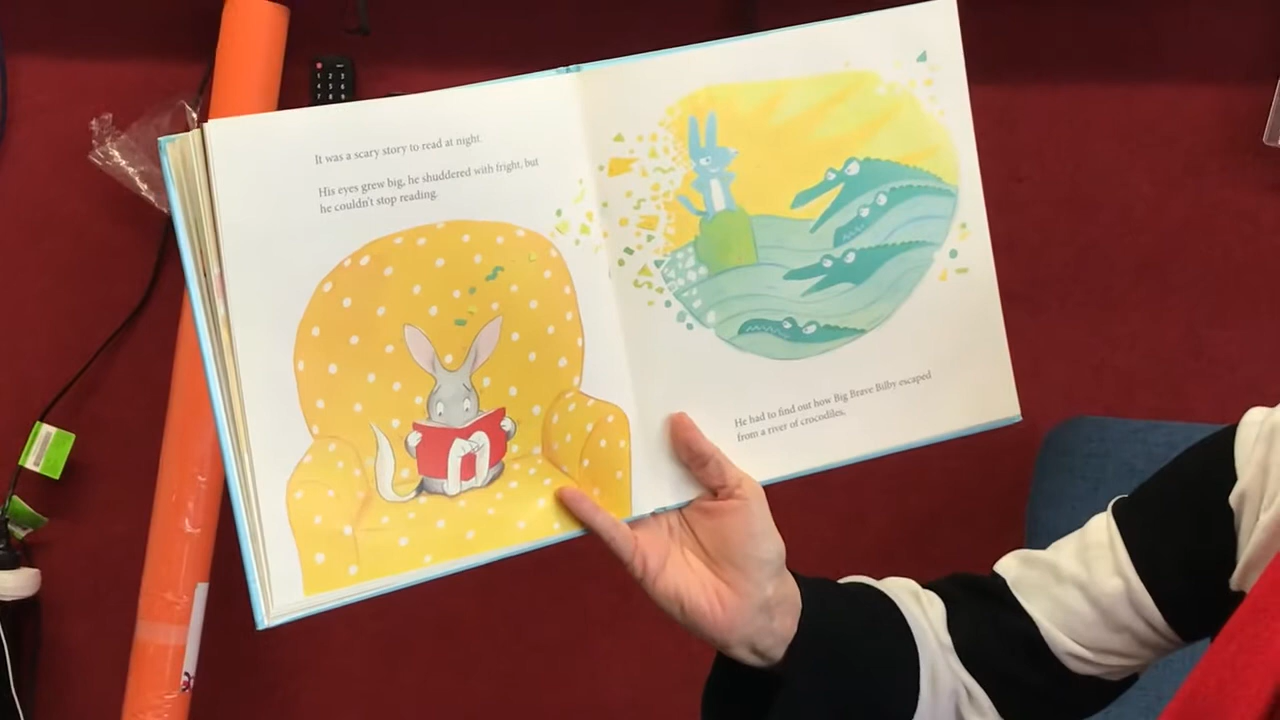 It was a scary story to read at night.
His eyes grew big, he shuddered with fright, but
he couldn't stop reading.
He had to find out how Big Brave Bilby escaped
from a river of crocodiles.